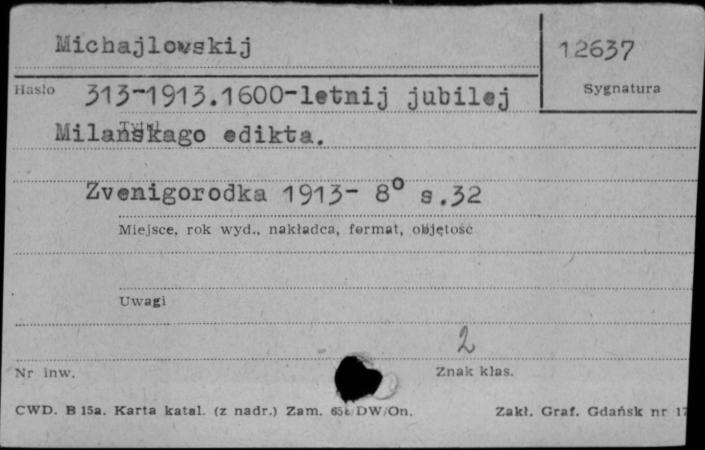 Michajlowskij
12637
Hasło 313-1913.1600-letnij jubilej
Sygnatura
Milanskago edikta.
Zvenigorodka 1913- 8° s.32
Miejsce, rok wyd., nakładca, format, objętość
Uwagi
2
Nr inw.
Znak klas.
CWD. B 15a. Karta katal. (z nadr.) Zam. DW/On.
Zakł. Graf. Gdańsk nr 17